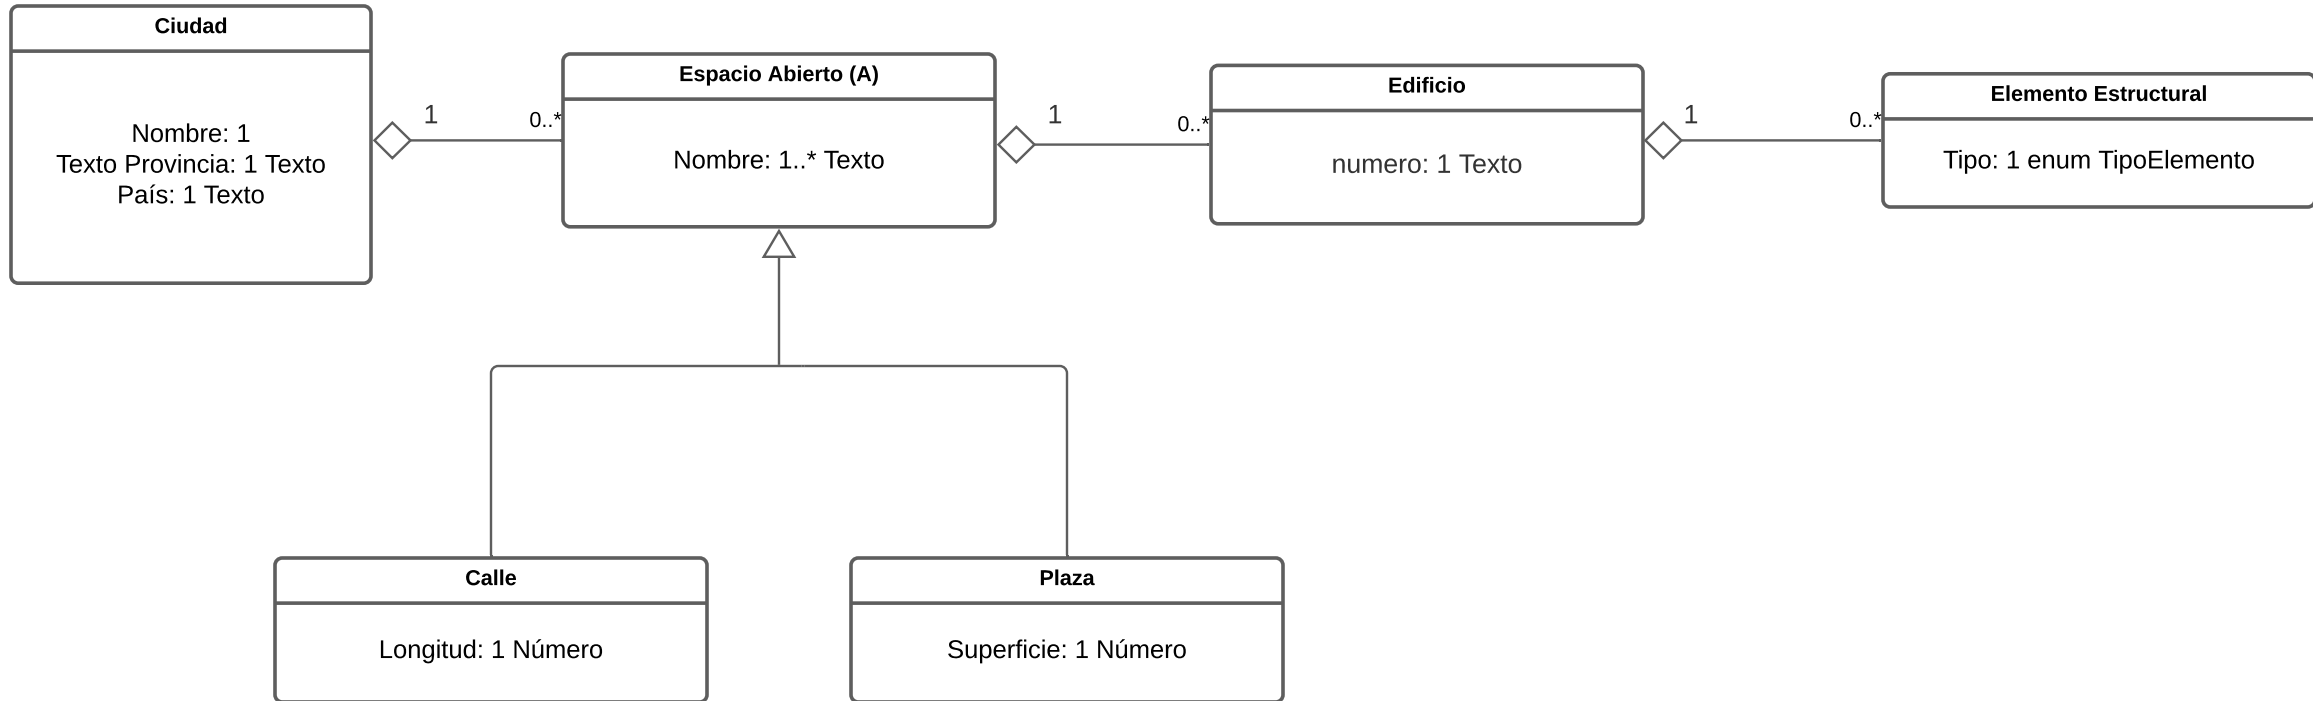 Ciudad
Nombre: 1
Texto Provincia: 1 Texto
País: 1 Texto
1
0..*
Espacio Abierto (A)
Nombre: 1..* Texto
1
0..*
Edificio
numero: 1 Texto
1
0..*
Elemento Estructural
Tipo: 1 enum TipoElemento
Calle
Longitud: 1 Número
Plaza
Superficie: 1 Número